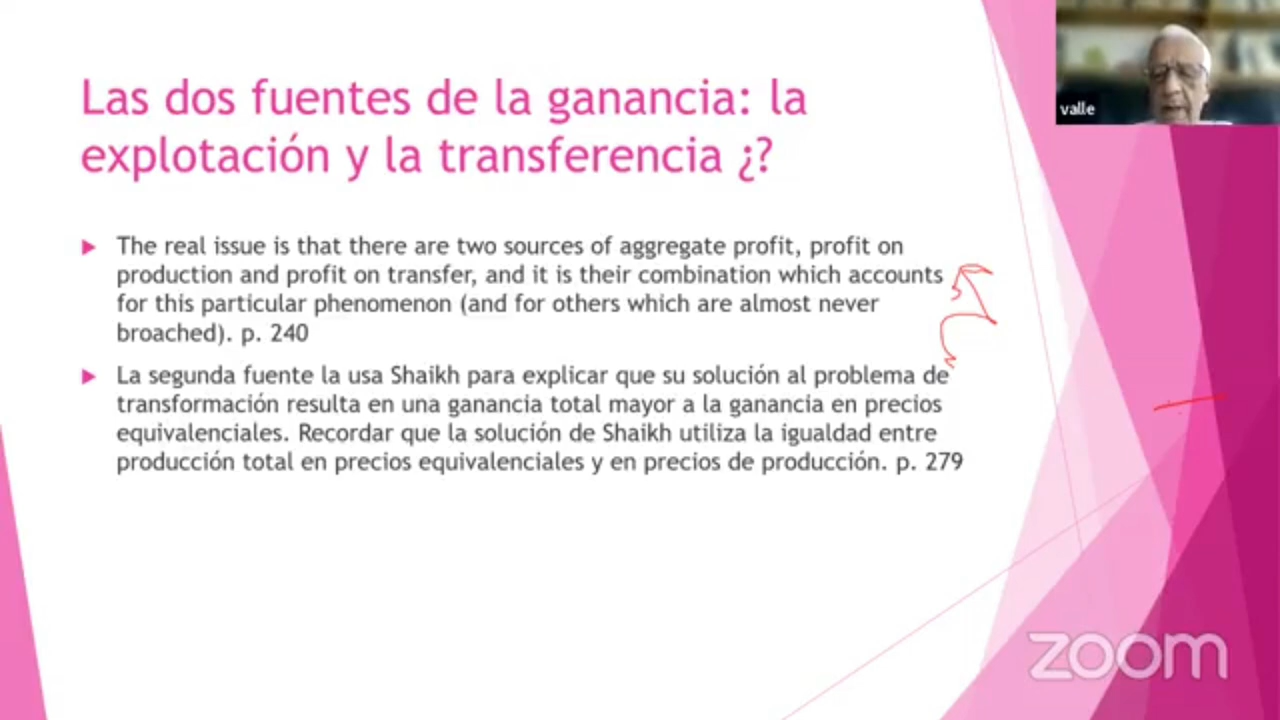 Las dos fuentes de la ganancia: la
explotación y la transferencia ¿?
The real issue is that there are two sources of aggregate profit, profit on
production and profit on transfer, and it is their combination which accounts
for this particular phenomenon (and for others which are almost never
broached). p. 240
La segunda fuente la usa Shaikh para explicar que su solución al problema de
transformación resulta en una ganancia total mayor a la ganancia en precios
equivalenciales. Recordar que la solución de Shaikh utiliza la igualdad entre
producción total en precios equivalenciales y en precios de producción. p. 279
valle
zoom